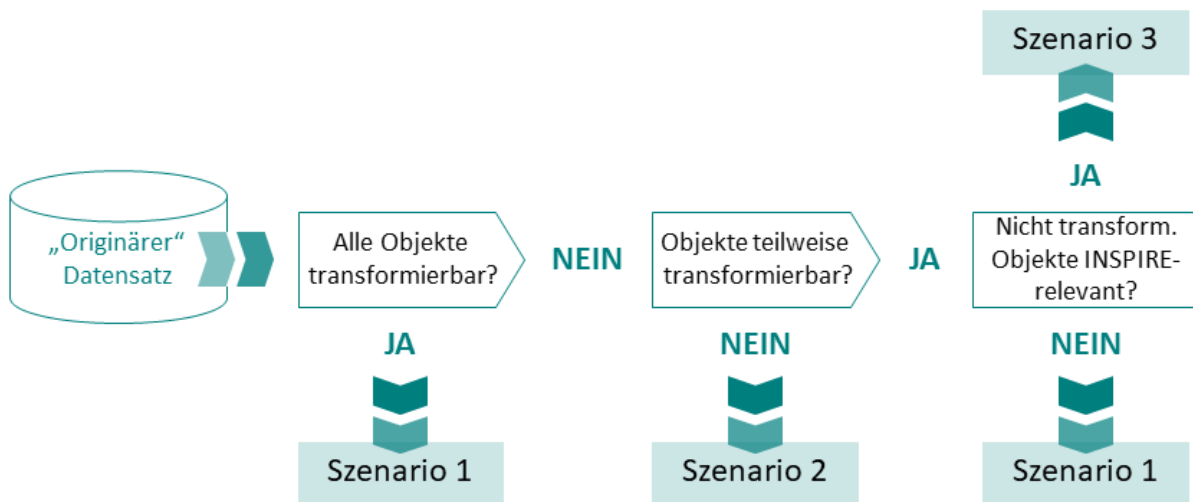 Szenario 3
JA
„Originärer“
Datensatz
Alle Objekte
transformierbar?
NEIN
Objekte teilweise
transformierbar?
JA
Nicht transform.
Objekte INSPIRE-
relevant?
JA
NEIN
NEIN
Szenario 1
Szenario 2
Szenario 1